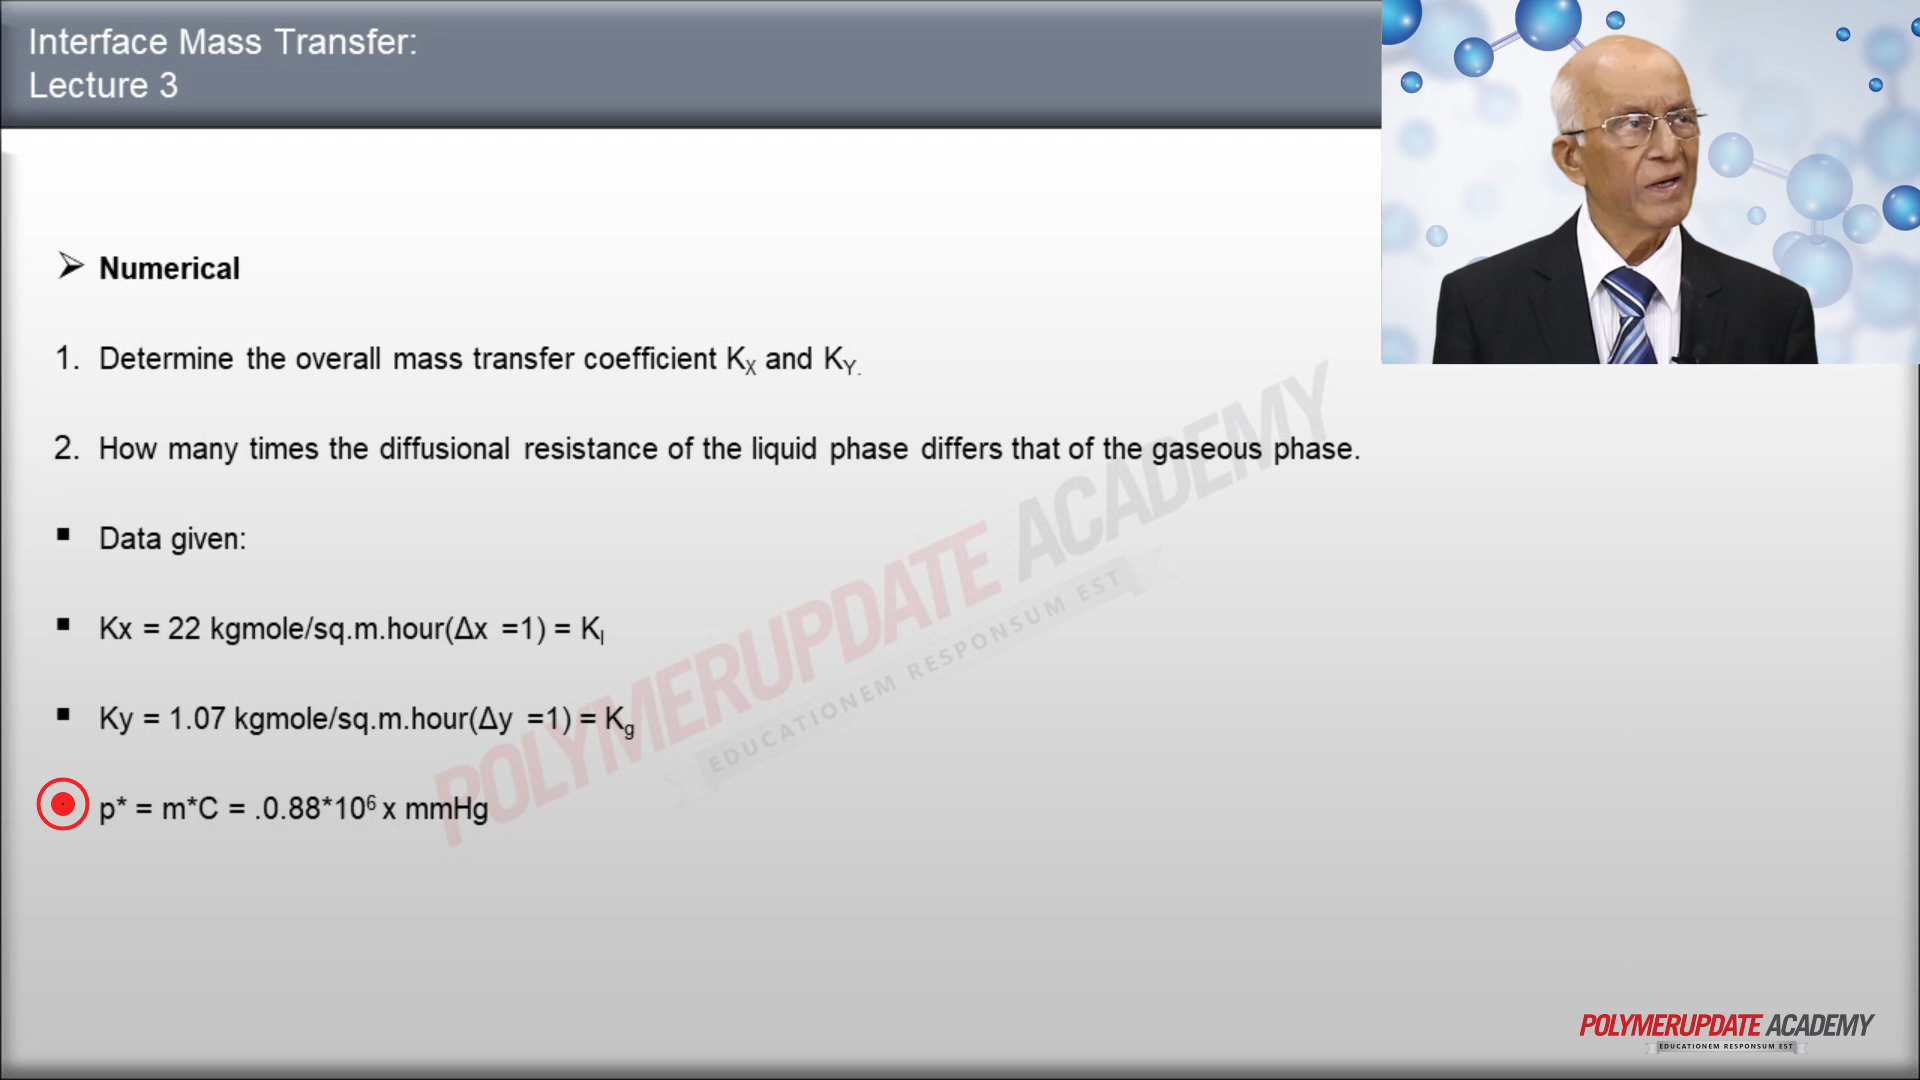 Interface Mass Transfer:
Lecture 3
Numerical
1. Determine the overall mass transfer coefficient KX and KY.
2. How many times the diffusional resistance of the liquid phase differs that of the gaseous phase.
Data given:
Kx = 22 kgmole/sq.m.hour(Δx =1) = Kl
Ky = 1.07 kgmole/sq.m.hour(Δy =1) = Kg
p* = m*C = .0.88*10⁶ x mmHg
POLYMERUPDATE ACADEMY
EDUCATIONEM RESPONSUM EST
POLYMERUPDATE ACADEMY
EDUCATIONEM RESPONSUM EST